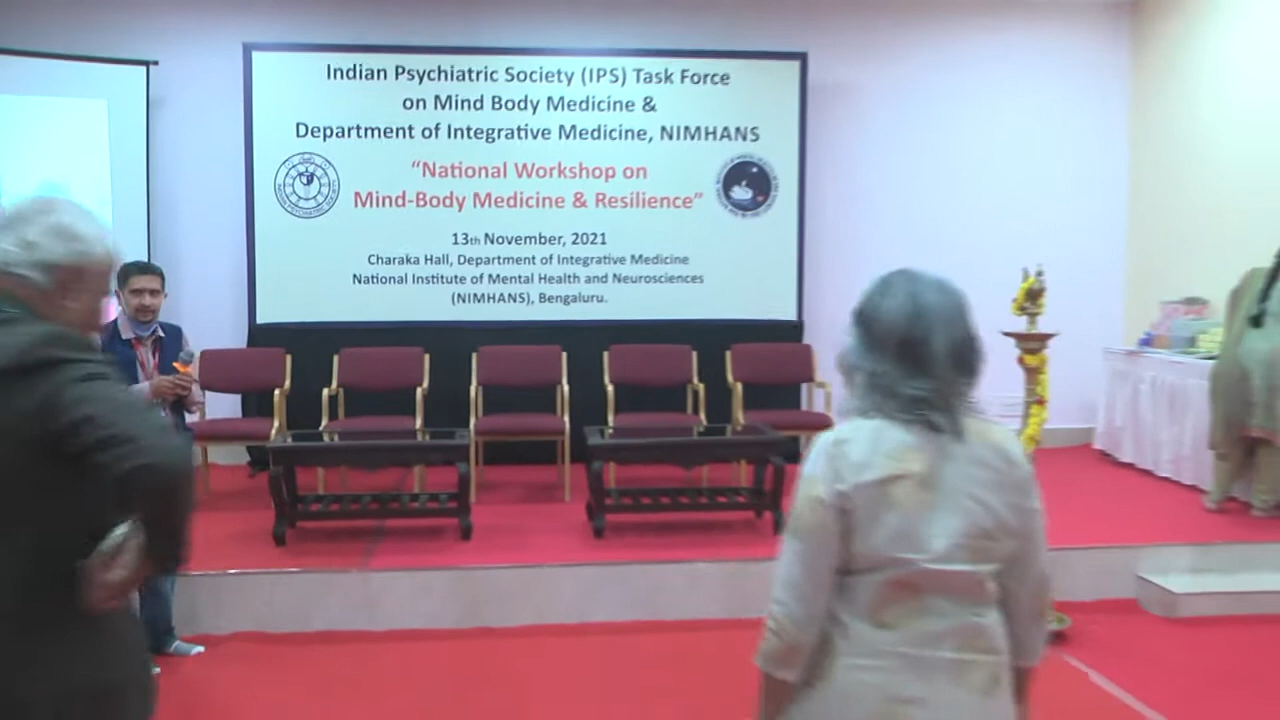 Indian Psychiatric Society (IPS) Task Force
on Mind Body Medicine &
Department of Integrative Medicine, NIMHANS
“National Workshop on
Mind-Body Medicine & Resilience”
13th November, 2021
Charaka Hall, Department of Integrative Medicine
National Institute of Mental Health and Neurosciences
(NIMHANS), Bengaluru.